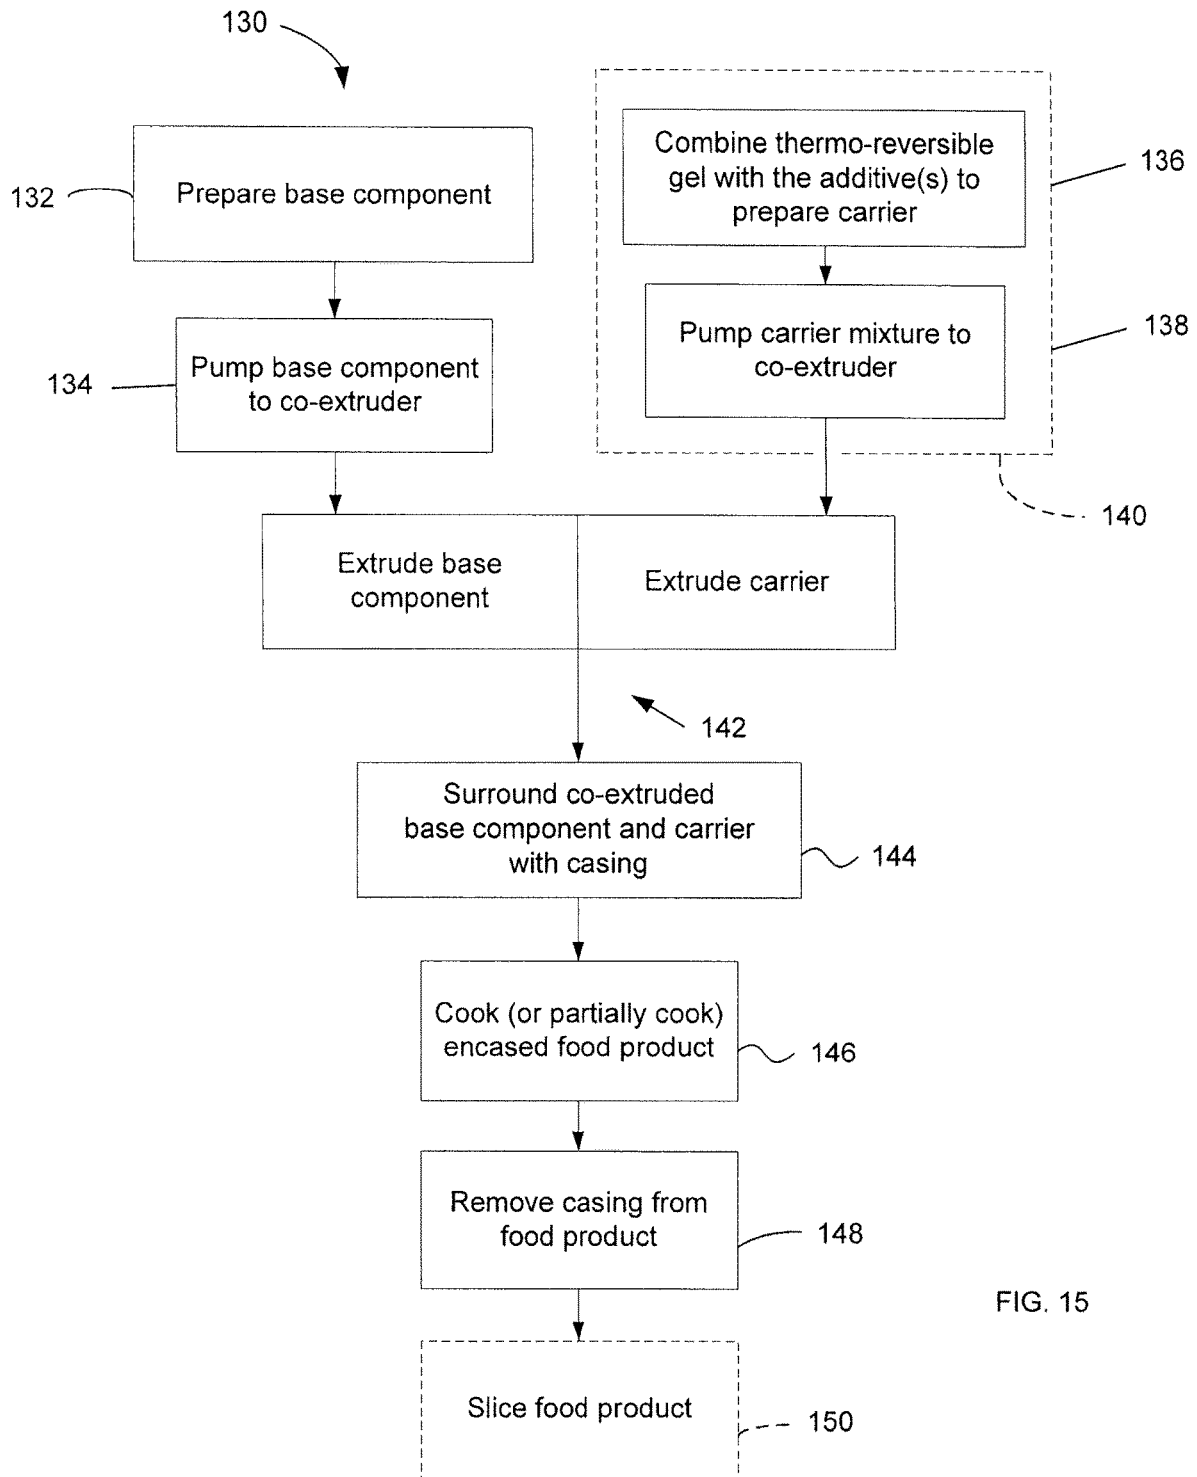 130
132
Prepare base component
Combine thermo-reversible
gel with the additive(s) to
prepare carrier
136
134
Pump base component
to co-extruder
Pump carrier mixture to
co-extruder
138
140
Extrude base
component
Extrude carrier
142
Surround co-extruded
base component and carrier
with casing
144
Cook (or partially cook)
encased food product
146
Remove casing from
food product
148
FIG. 15
Slice food product
150